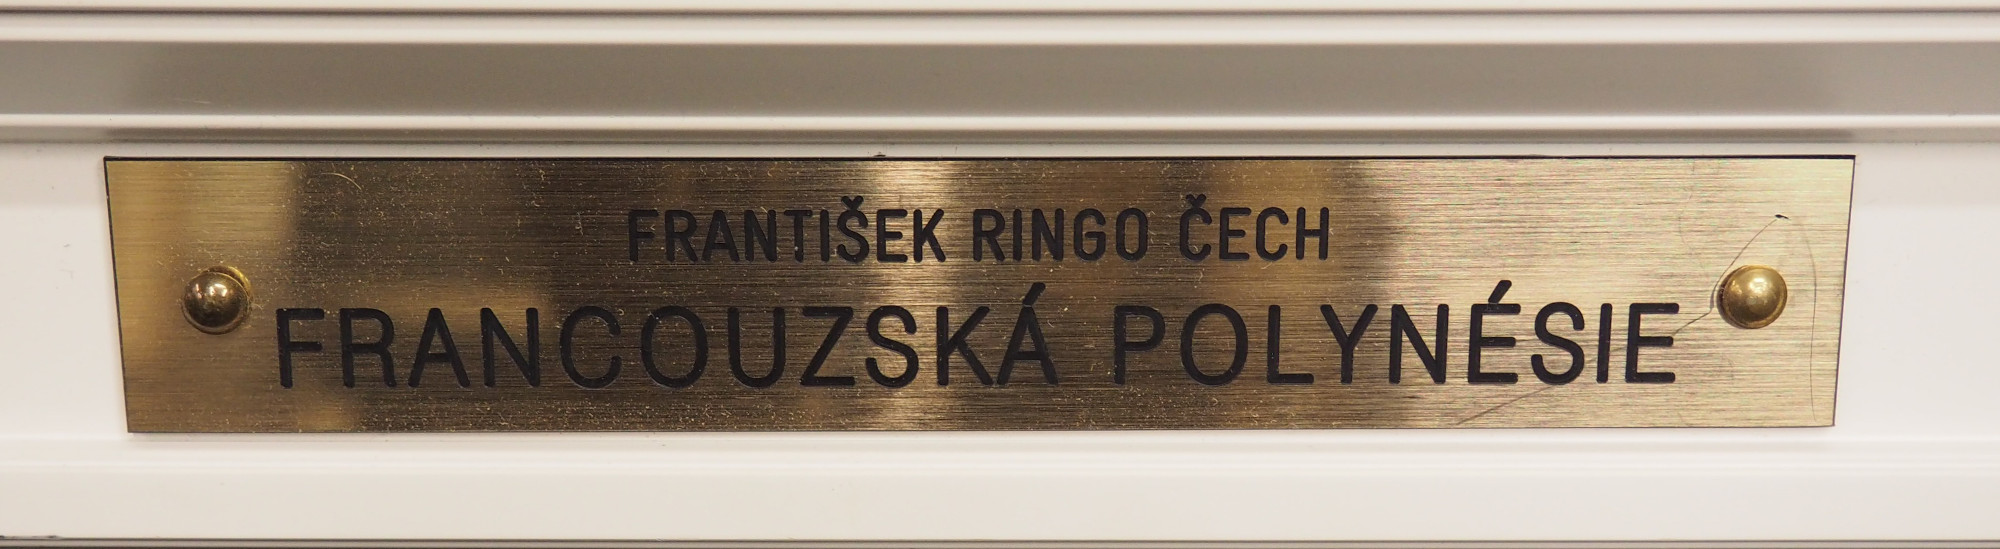 FRANTIŠEK RINGO ČECH
FRANCOUZSKÁ POLYNÉSIE